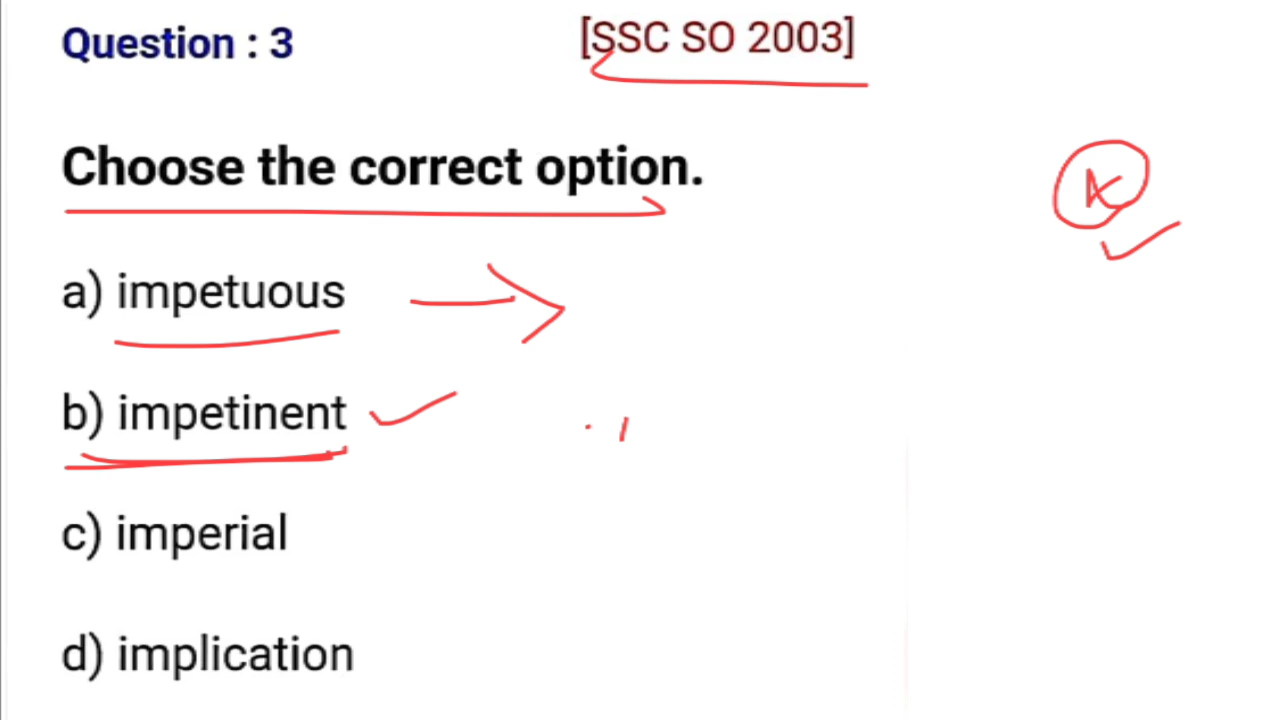 Question : 3 [SSC SO 2003]
Choose the correct option.
A
a) impetuous
b) impetinent
c) imperial
d) implication